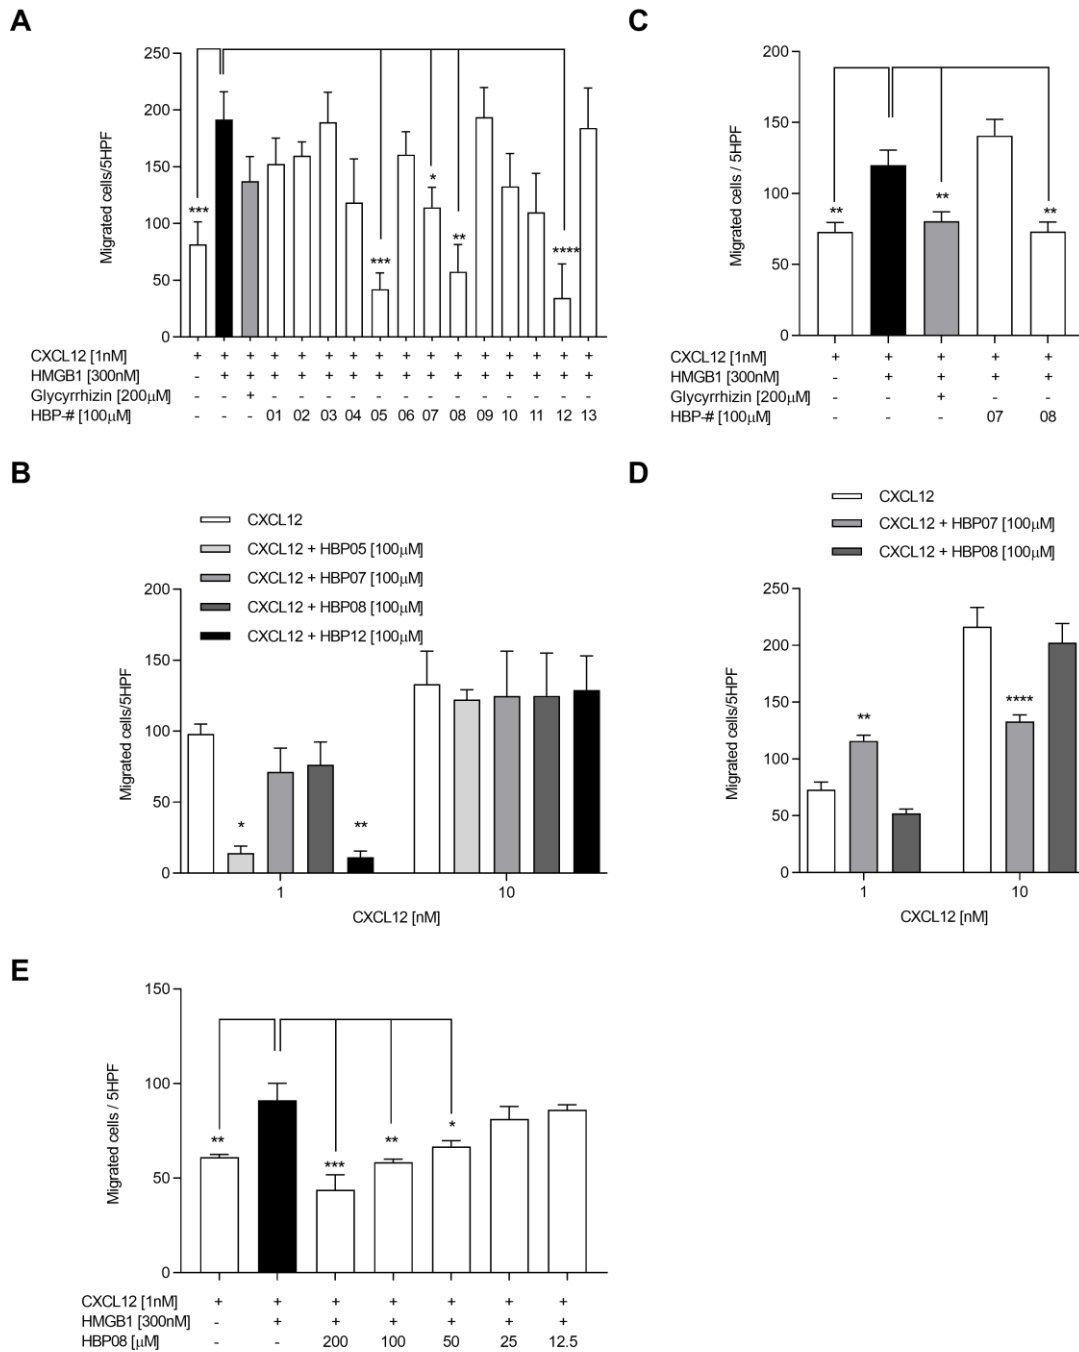 A
250
200
150
100
50
0
Migrated cells/5HPF
***
***
*
**
****
CXCL12 [1nM] + + + + + + + + + + + + + + + +
HMGB1 [300nM] - + + + + + + + + + + + + + + +
Glycyrrhizin [200µM] - - + - - - - - - - - - - - - -
HBP-# [100µM] - - - 01 02 03 04 05 06 07 08 09 10 11 12 13
C
200
150
100
50
0
Migrated cells / 5HPF
**
**
**
CXCL12 [1nM] + + + + +
HMGB1 [300nM] - + + + +
Glycyrrhizin [200µM] - - + - -
HBP-# [100µM] - - - 07 08
B
CXCL12
CXCL12 + HBP05 [100µM]
CXCL12 + HBP07 [100µM]
CXCL12 + HBP08 [100µM]
CXCL12 + HBP12 [100µM]
200
150
100
50
0
Migrated cells/5HPF
*
**
1 10
CXCL12 [nM]
D
CXCL12
CXCL12 + HBP07 [100µM]
CXCL12 + HBP08 [100µM]
250
200
150
100
50
0
Migrated cells/5HPF
**
****
1 10
CXCL12 [nM]
E
150
100
50
0
Migrated cells / 5HPF
**
***
**
*
CXCL12 [1nM] + + + + + + +
HMGB1 [300nM] - + + + + + +
HBP08 [µM] - - 200 100 50 25 12.5